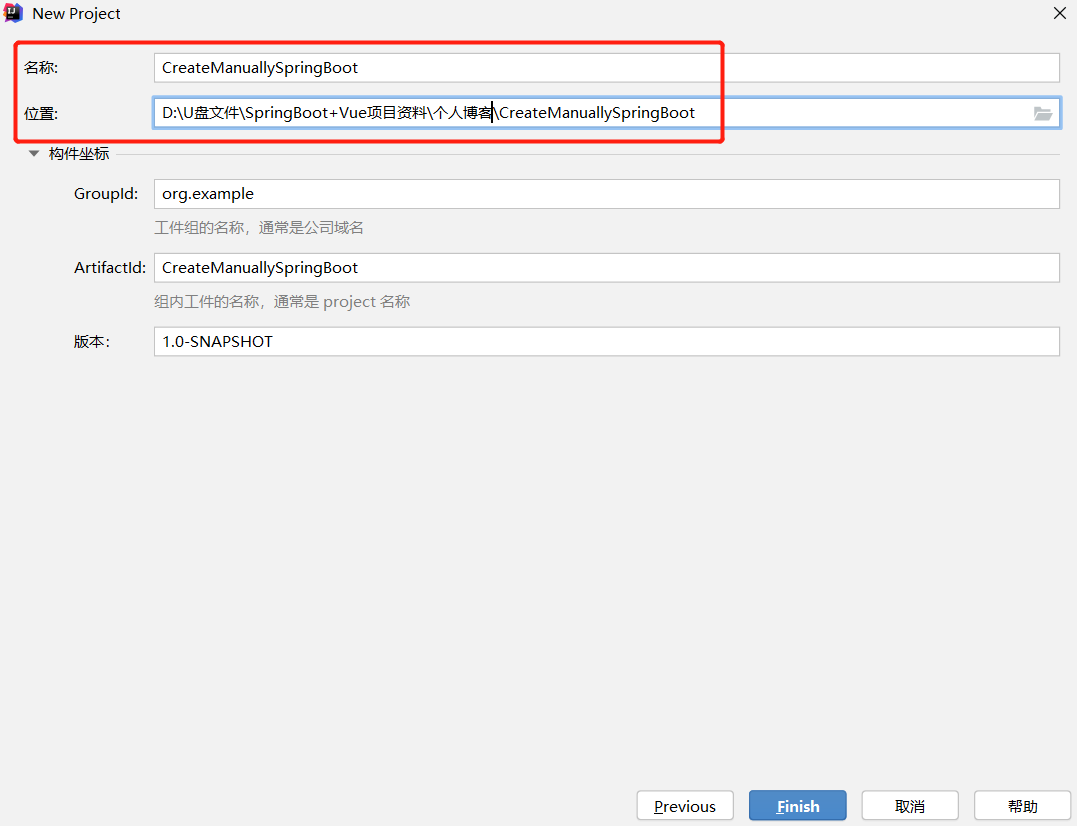 New Project
名称: CreateManuallySpringBoot
位置: D:\U盘文件\SpringBoot+Vue项目资料\个人博客\CreateManuallySpringBoot
构件坐标
GroupId: org.example
工件组的名称，通常是公司域名
ArtifactId: CreateManuallySpringBoot
组内工件的名称，通常是 project 名称
版本: 1.0-SNAPSHOT
Previous Finish 取消 帮助